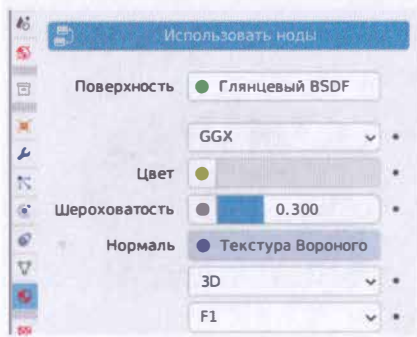 Использовать ноды
Поверхность Глянцевый BSDF
GGX
Цвет
Шероховатость 0.300
Нормаль Текстура Вороного
3D
F1